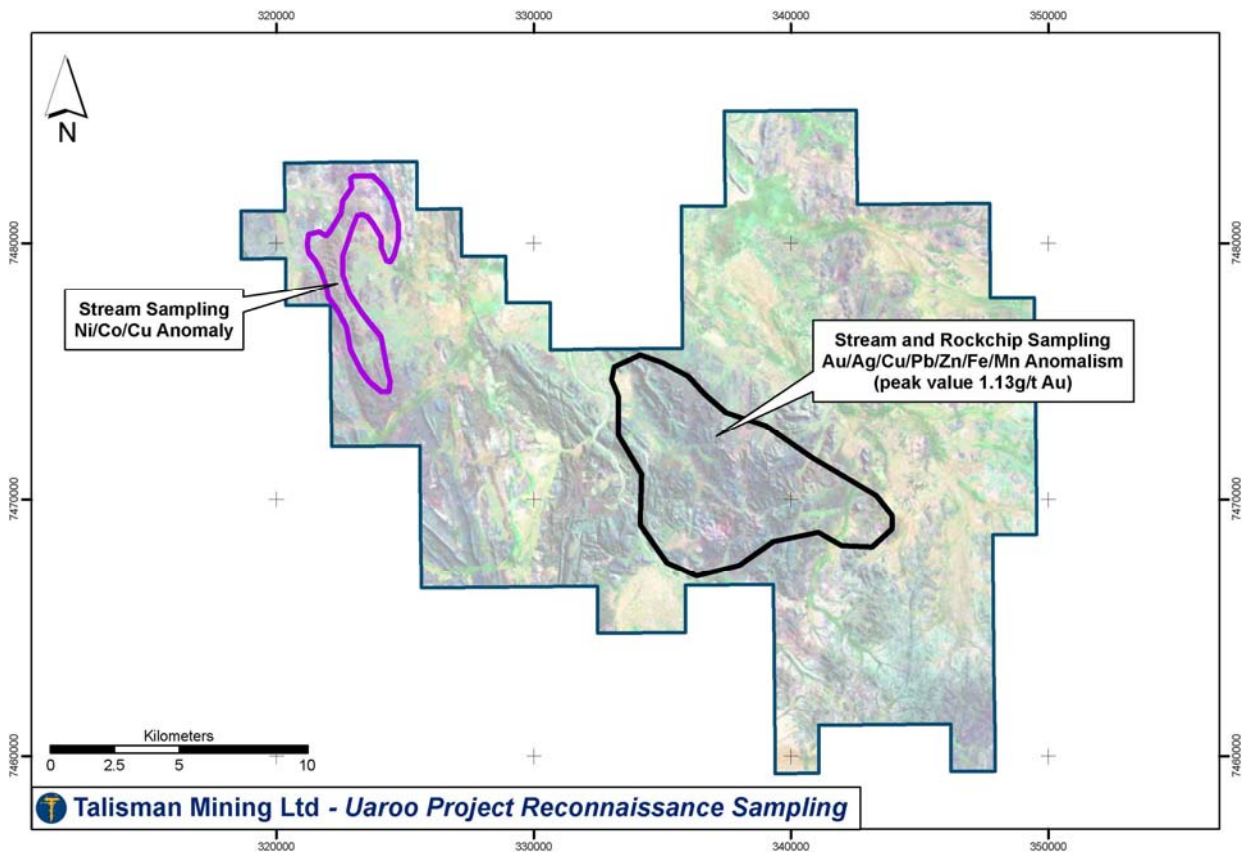 320000
330000
340000
350000
N
7480000
7480000
Stream Sampling
Ni/Co/Cu Anomaly
Stream and Rockchip Sampling
Au/Ag/Cu/Pb/Zn/Fe/Mn Anomalism
(peak value 1.13g/t Au)
7470000
7470000
Kilometers
0 2.5 5 10
7460000
7460000
Talisman Mining Ltd - Uaroo Project Reconnaissance Sampling
320000
330000
340000
350000